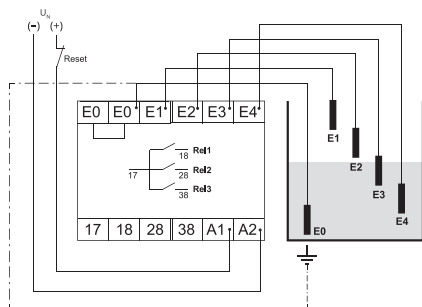 U_N
(–) (+)
Reset
E0 E0 E1 E2 E3 E4
E1
E2
E3
E4
E0
17
18 Rel1
28 Rel2
38 Rel3
17 18 28 38 A1 A2